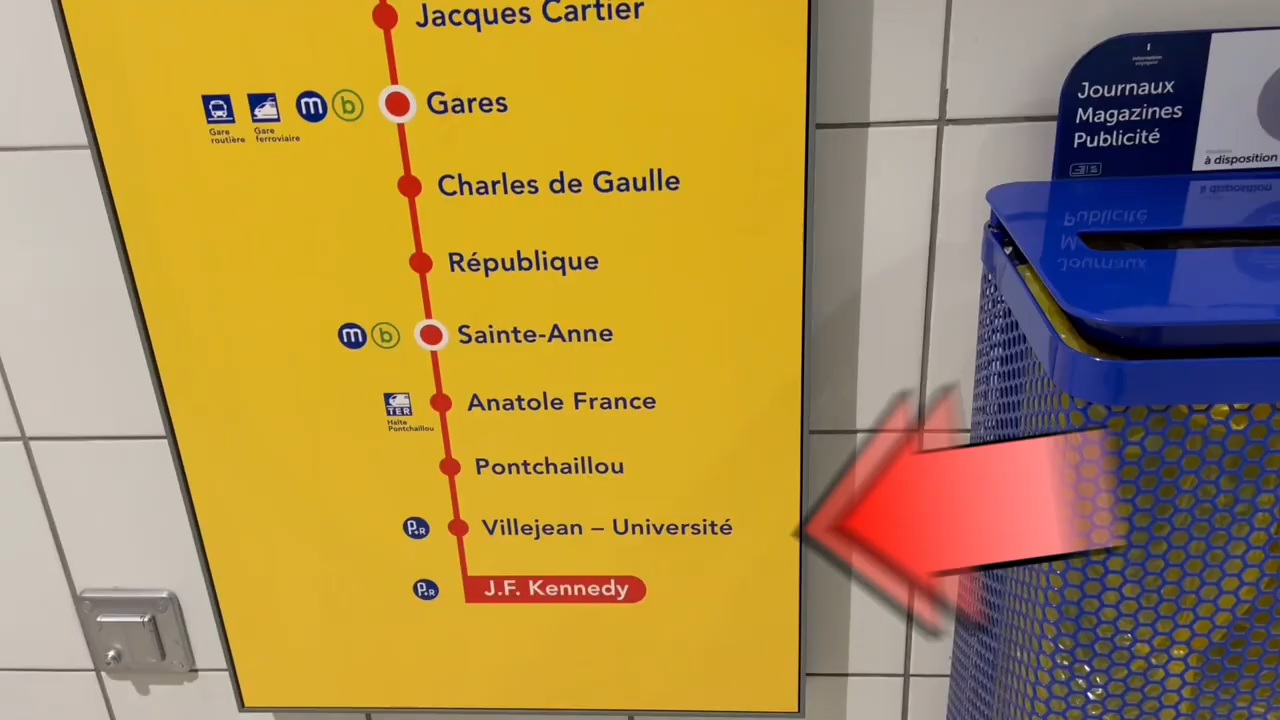 Jacques Cartier
Gare
routière
Gare
ferroviaire
m
b
Gares
Charles de Gaulle
République
m
b
Sainte-Anne
TER
Halte
Pontchaillou
Anatole France
Pontchaillou
P+R
Villejean – Université
P+R
J.F. Kennedy
Journaux
Magazines
Publicité
à disposition